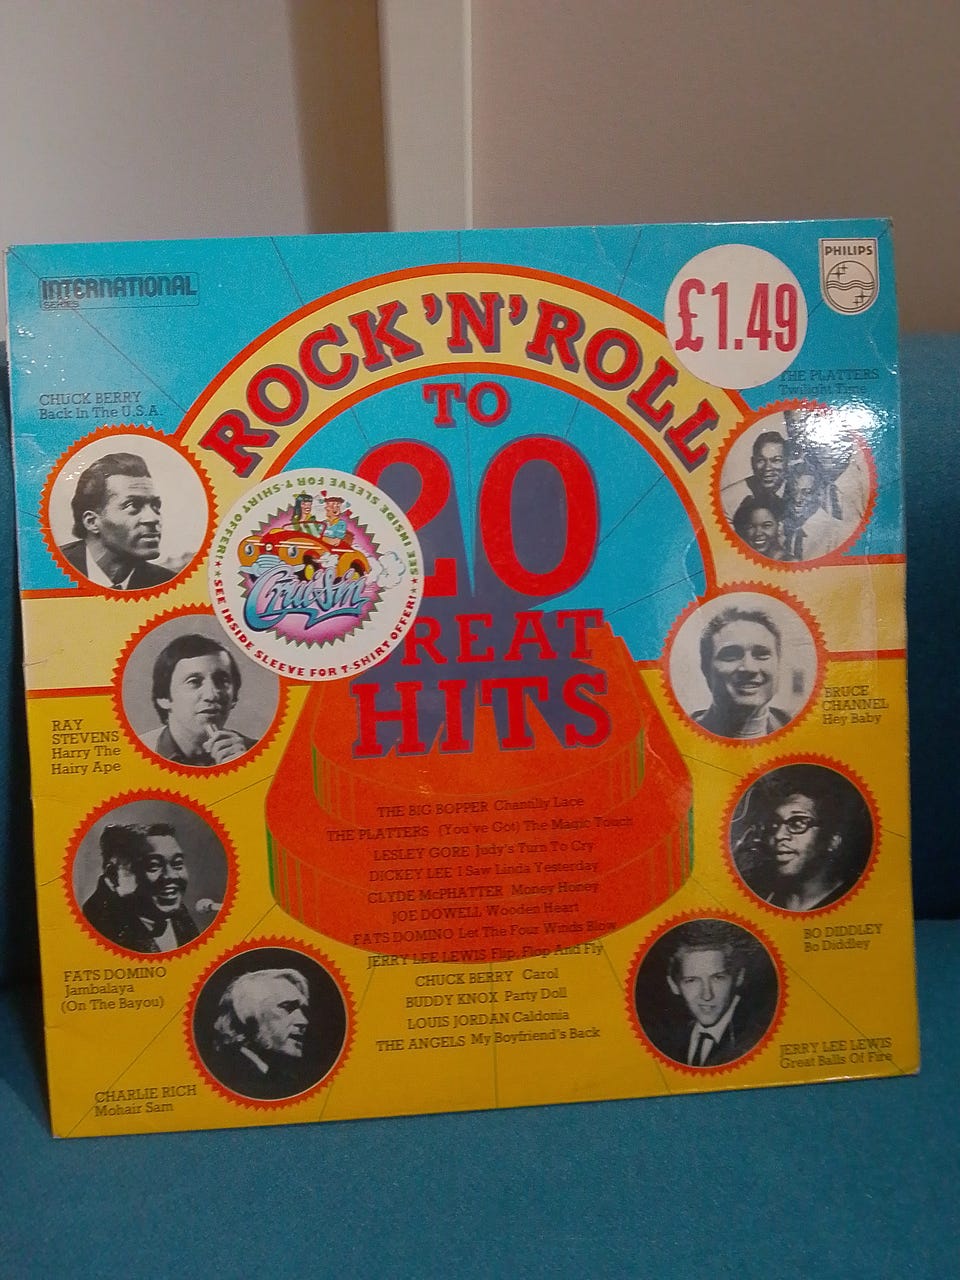 INTERNATIONAL
SERIES
PHILIPS
£1.49
ROCK 'N' ROLL
TO
20
GREAT
HITS
SEE INSIDE SLEEVE FOR T-SHIRT OFFER!
SEE INSIDE SLEEVE FOR T-SHIRT OFFER!
Cruisin
CHUCK BERRY
Back In The U.S.A.
THE PLATTERS
Twilight Time
RAY
STEVENS
Harry The
Hairy Ape
BRUCE
CHANNEL
Hey Baby
FATS DOMINO
Jambalaya
(On The Bayou)
BO DIDDLEY
Bo Diddley
CHARLIE RICH
Mohair Sam
JERRY LEE LEWIS
Great Balls Of Fire
THE BIG BOPPER Chantilly Lace
THE PLATTERS (You've Got) The Magic Touch
LESLEY GORE Judy's Turn To Cry
DICKEY LEE I Saw Linda Yesterday
CLYDE McPHATTER Money Honey
JOE DOWELL Wooden Heart
FATS DOMINO Let The Four Winds Blow
JERRY LEE LEWIS Flip, Flop And Fly
CHUCK BERRY Carol
BUDDY KNOX Party Doll
LOUIS JORDAN Caldonia
THE ANGELS My Boyfriend's Back